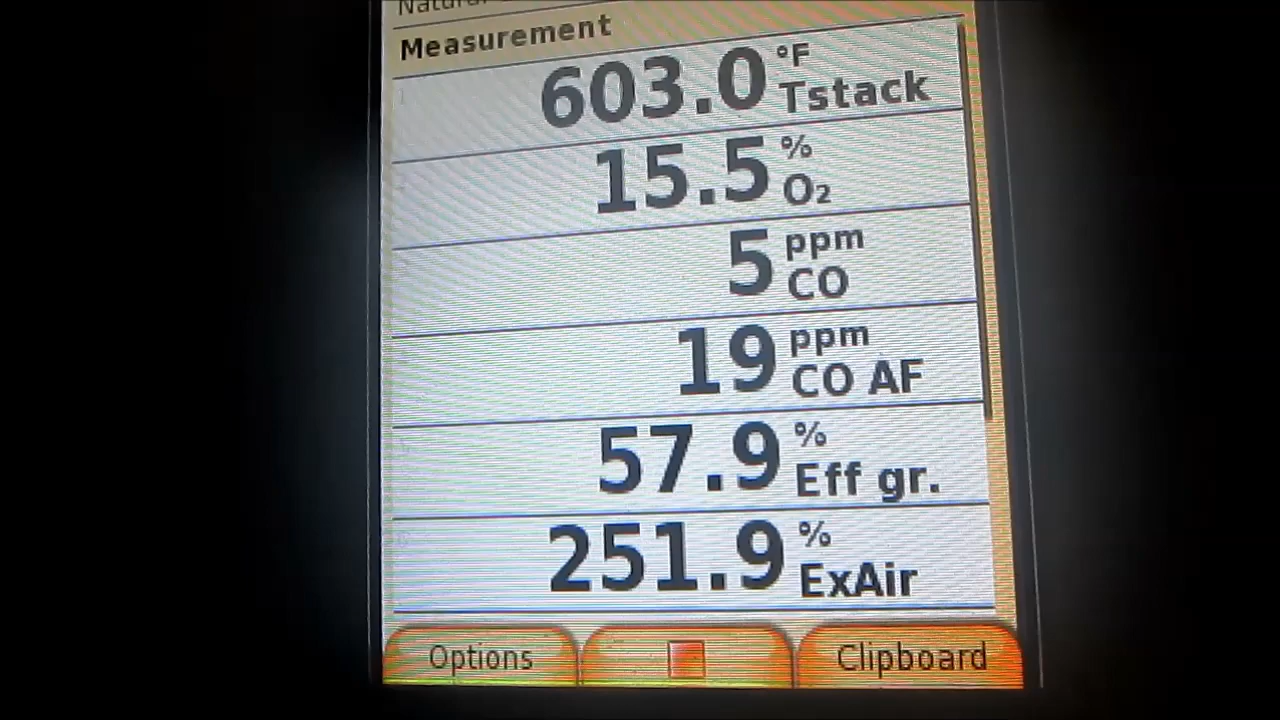 Measurement
603.0 °F Tstack
15.5 % O₂
5 ppm CO
19 ppm CO AF
57.9 % Eff gr.
251.9 % ExAir
Options Clipboard